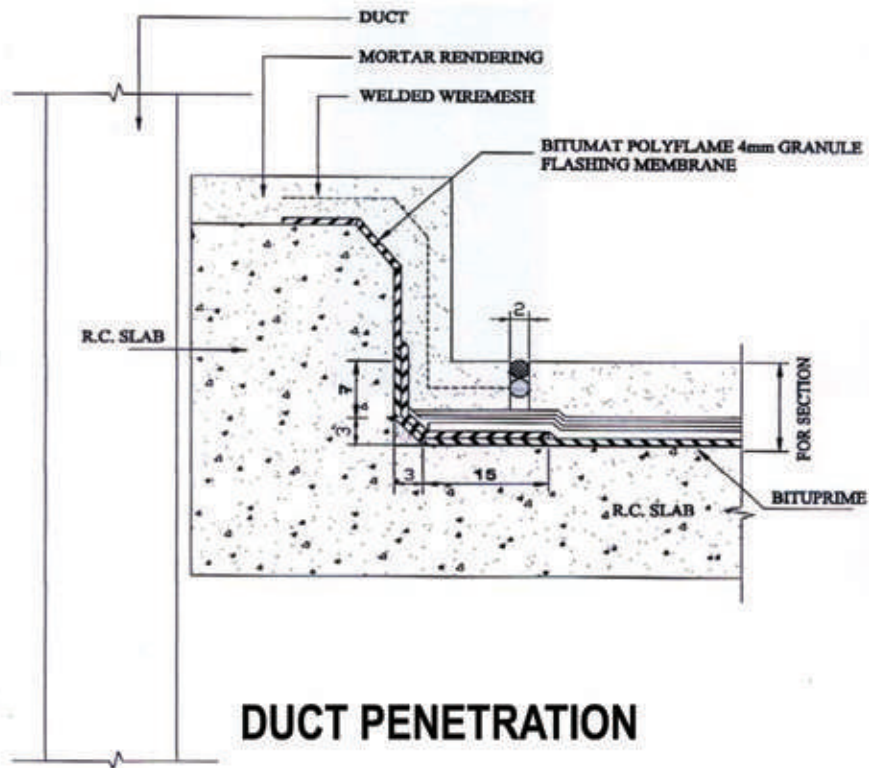 DUCT
MORTAR RENDERING
WELDED WIREMESH
BITUMAT POLYFLAME 4mm GRANULE
FLASHING MEMBRANE
2
R.C. SLAB
7
3
3
15
FOR SECTION
BITUPRIME
R.C. SLAB
DUCT PENETRATION